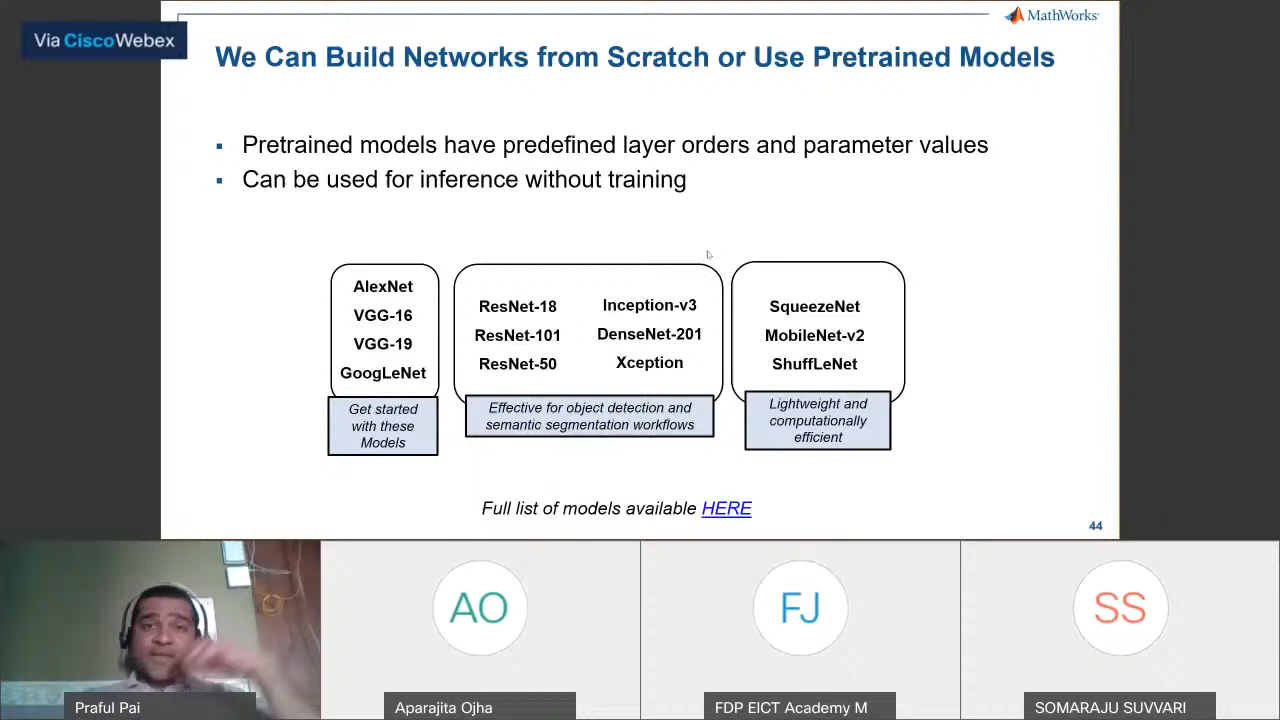 Via Cisco Webex
MathWorks
We Can Build Networks from Scratch or Use Pretrained Models
▪ Pretrained models have predefined layer orders and parameter values
▪ Can be used for inference without training
AlexNet
VGG-16
VGG-19
GoogLeNet
Get started
with these
Models
ResNet-18
ResNet-101
ResNet-50
Inception-v3
DenseNet-201
Xception
Effective for object detection and
semantic segmentation workflows
SqueezeNet
MobileNet-v2
ShuffLeNet
Lightweight and
computationally
efficient
Full list of models available HERE
44
AO
FJ
SS
Praful Pai
Aparajita Ojha
FDP EICT Academy M
SOMARAJU SUVVARI